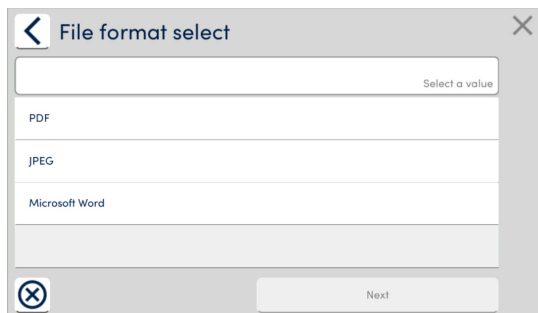 File format select
Select a value
PDF
JPEG
Microsoft Word
Next